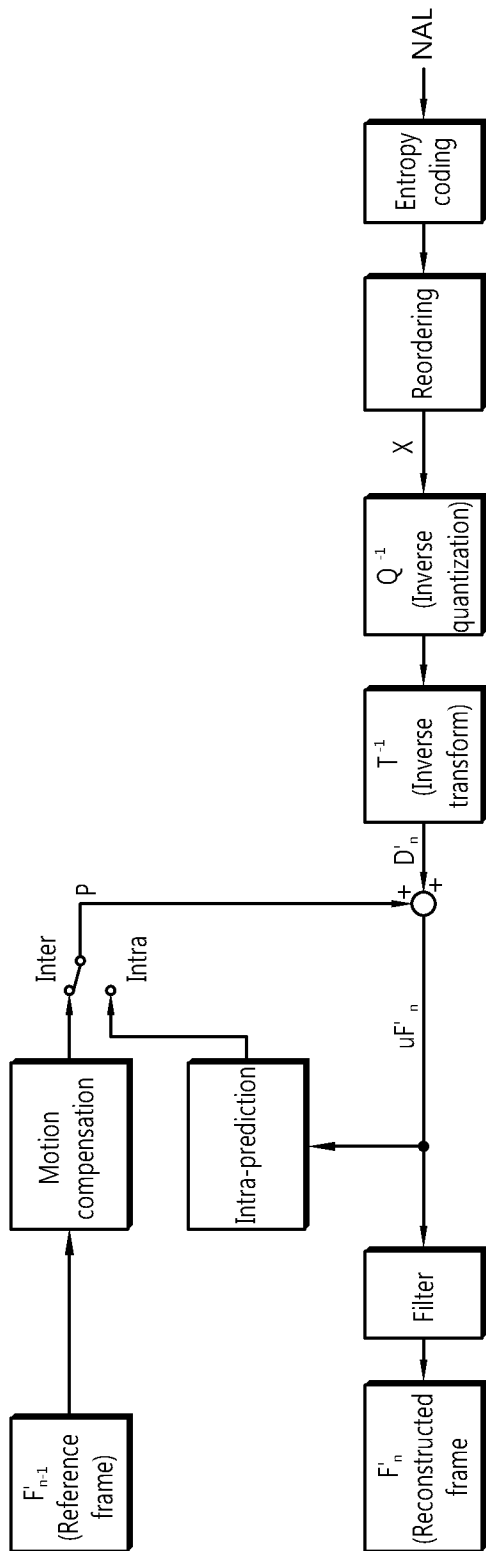 F'n-1
(Reference
frame)
Motion
compensation
Inter
P
Intra
Intra-prediction
F'n
(Reconstructed
frame
Filter
uF'n
+
+
D'n
T-1
(Inverse
transform)
Q-1
(Inverse
quantization)
X
Reordering
Entropy
coding
NAL